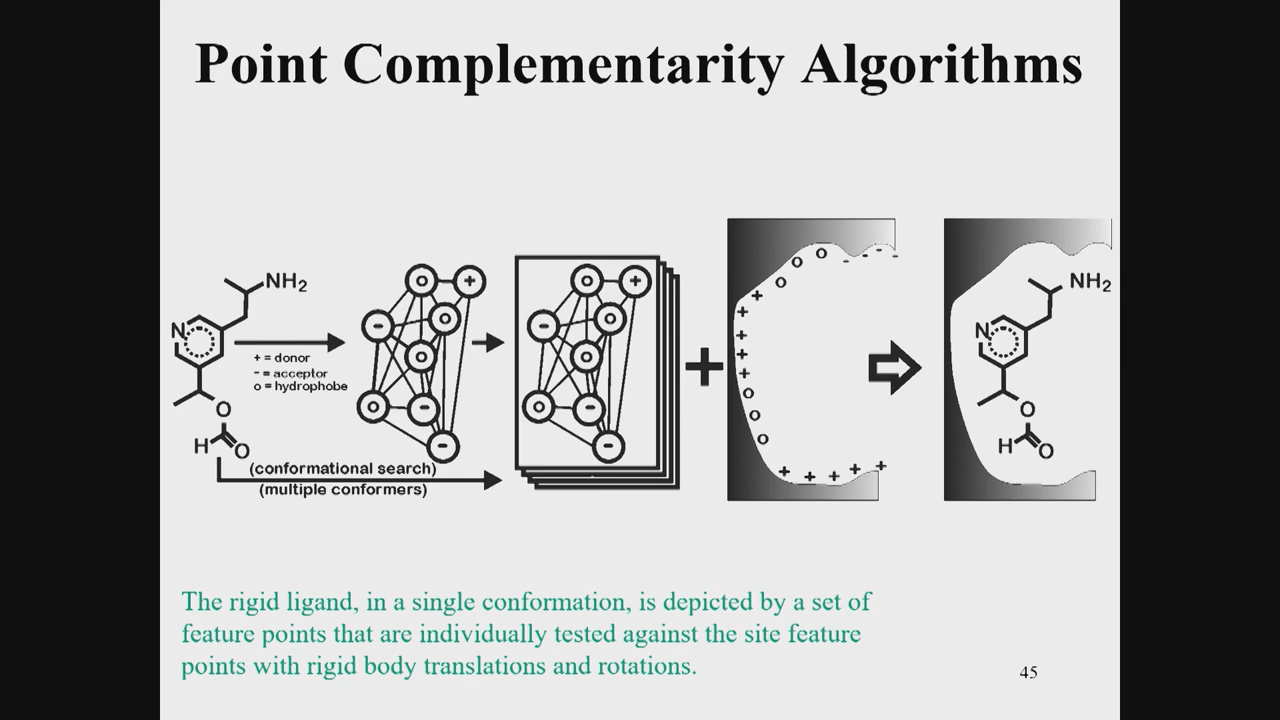 Point Complementarity Algorithms
NH2
N
O
H
O
+ = donor
- = acceptor
o = hydrophobe
(conformational search)
(multiple conformers)
o + - o o o - -
o + - o o o - -
+
o o o + + + + + o o o + + + + + - - -
NH2
N
O
H
O
The rigid ligand, in a single conformation, is depicted by a set of
feature points that are individually tested against the site feature
points with rigid body translations and rotations.
45